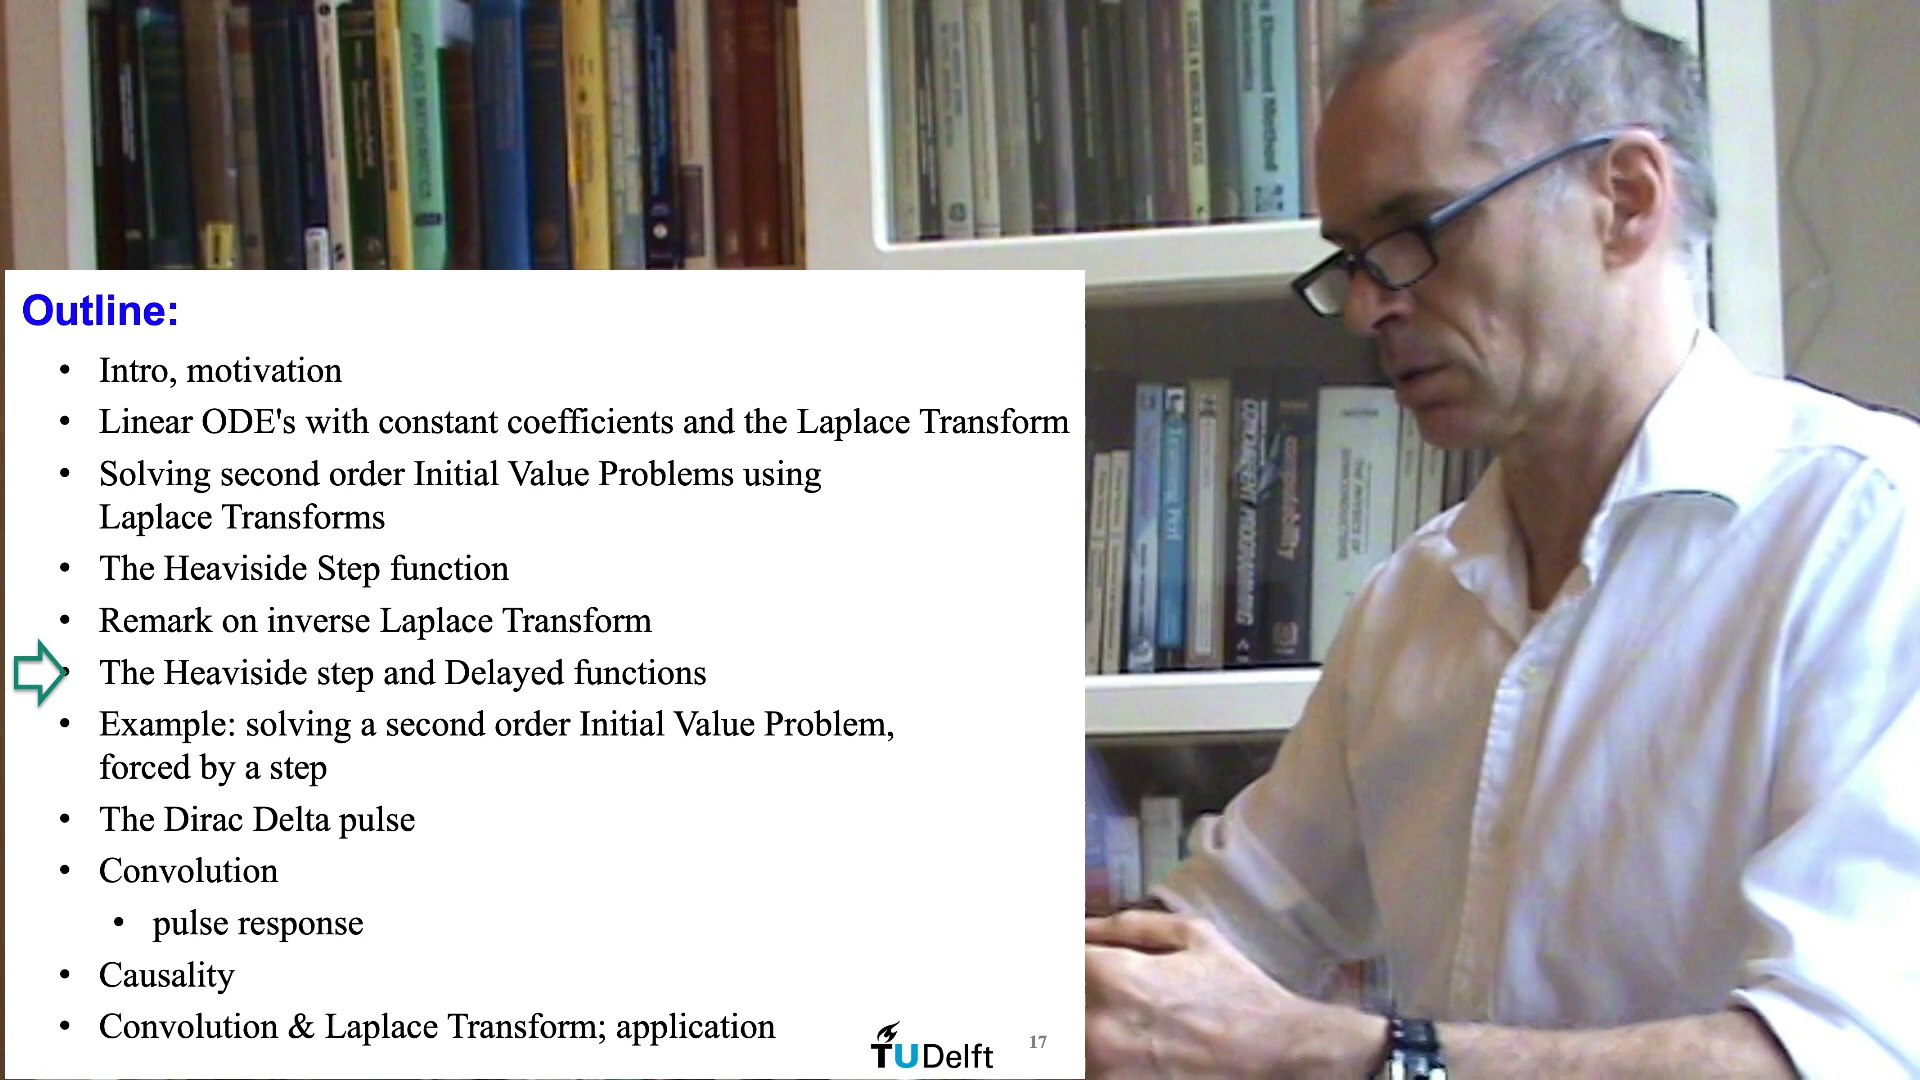 APPLIED MATHEMATICS
Outline:
• Intro, motivation
• Linear ODE's with constant coefficients and the Laplace Transform
• Solving second order Initial Value Problems using
Laplace Transforms
• The Heaviside Step function
• Remark on inverse Laplace Transform
• The Heaviside step and Delayed functions
• Example: solving a second order Initial Value Problem,
forced by a step
• The Dirac Delta pulse
• Convolution
• pulse response
• Causality
• Convolution & Laplace Transform; application
TUDelft
17
computability